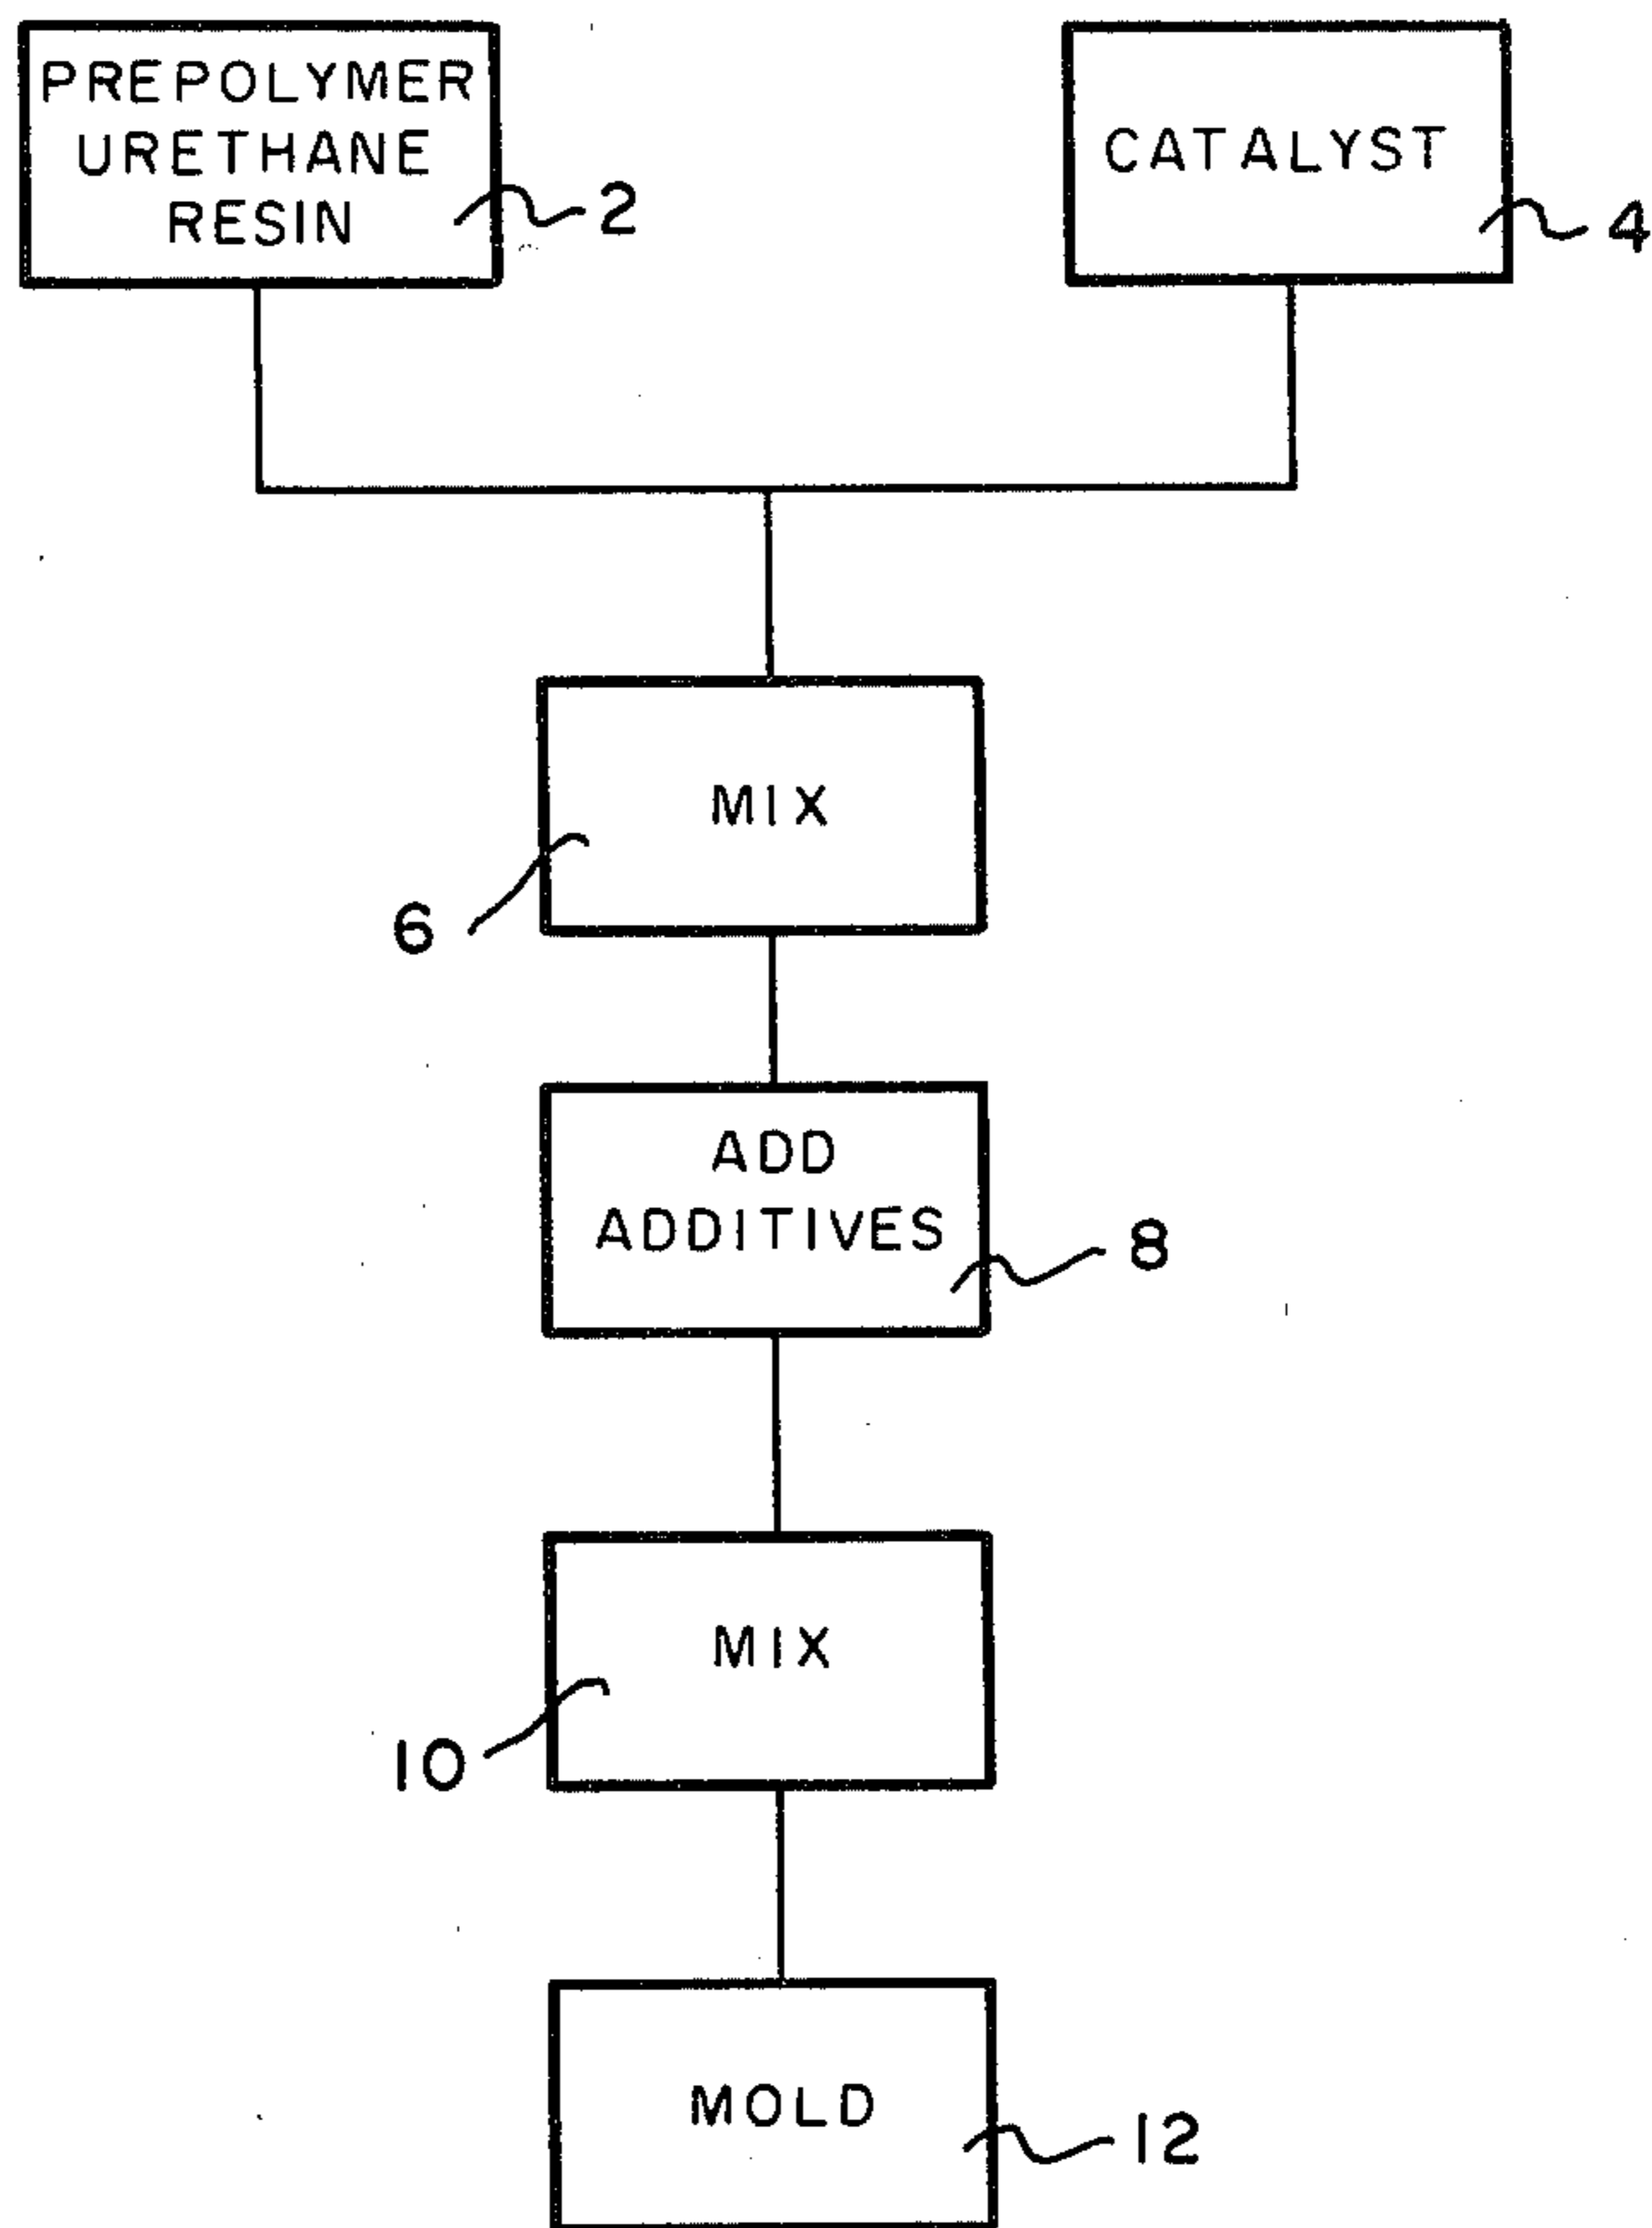 PREPOLYMER
URETHANE
RESIN
2
CATALYST
4
MIX
6
ADD
ADDITIVES
8
MIX
10
MOLD
12